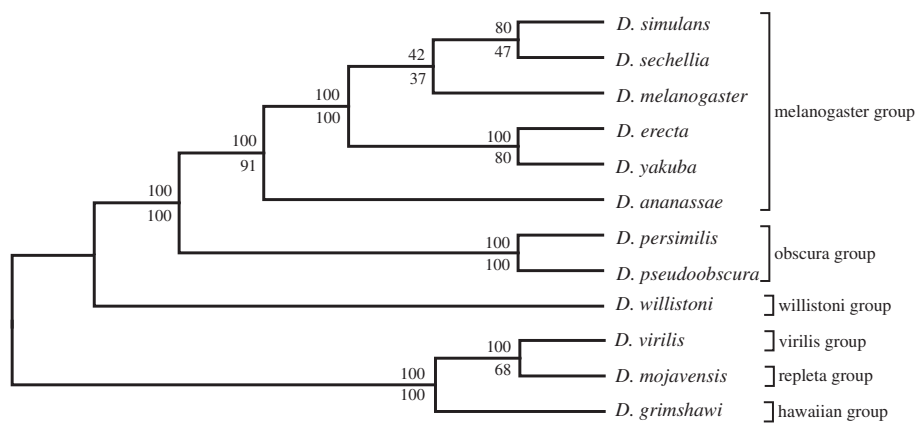 80
D. simulans
42
47
D. sechellia
37
D. melanogaster
melanogaster group
100
100
100
D. erecta
80
D. yakuba
100
91
D. ananassae
100
100
100
D. persimilis
obscura group
100
D. pseudoobscura
D. willistoni
willistoni group
100
D. virilis
virilis group
68
100
D. mojavensis
repleta group
100
D. grimshawi
hawaiian group